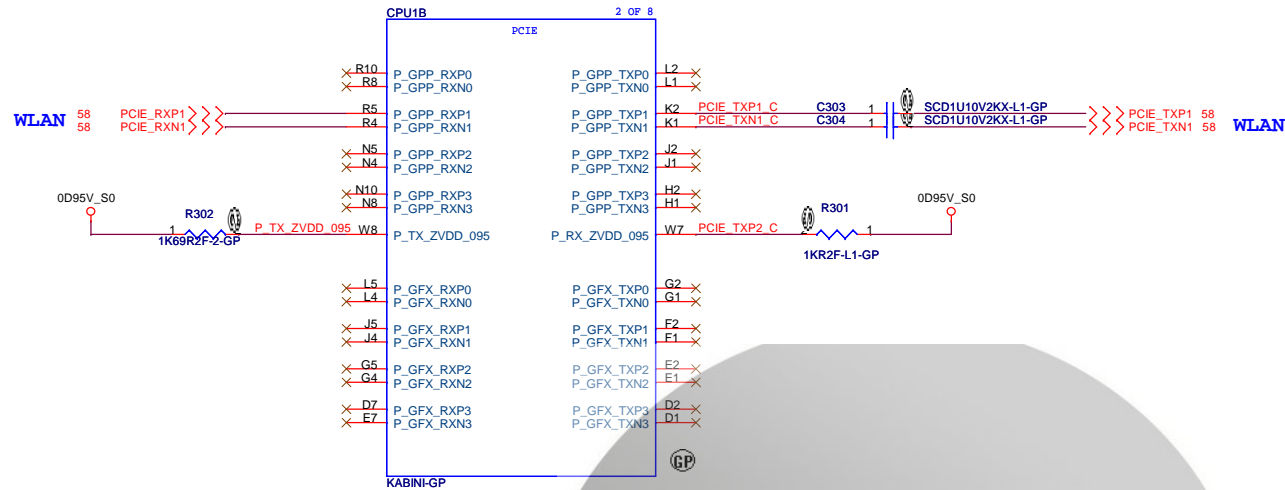 CPU1B 2 OF 8
PCIE
R10 P_GPP_RXP0 P_GPP_TXP0 L2
R8 P_GPP_RXN0 P_GPP_TXN0 L1
WLAN 58 PCIE_RXP1 R5 P_GPP_RXP1 P_GPP_TXP1 K2 PCIE_TXP1_C C303 1 SCD1U10V2KX-L1-GP PCIE_TXP1 58 WLAN
58 PCIE_RXN1 R4 P_GPP_RXN1 P_GPP_TXN1 K1 PCIE_TXN1_C C304 1 SCD1U10V2KX-L1-GP PCIE_TXN1 58
N5 P_GPP_RXP2 P_GPP_TXP2 J2
N4 P_GPP_RXN2 P_GPP_TXN2 J1
N10 P_GPP_RXP3 P_GPP_TXP3 H2
N8 P_GPP_RXN3 P_GPP_TXN3 H1
0D95V_S0 0D95V_S0
R302 R301
1 P_TX_ZVDD_095 W8 P_TX_ZVDD_095 P_RX_ZVDD_095 W7 PCIE_TXP2_C 2 1
1K69R2F-2-GP 1KR2F-L1-GP
L5 P_GFX_RXP0 P_GFX_TXP0 G2
L4 P_GFX_RXN0 P_GFX_TXN0 G1
J5 P_GFX_RXP1 P_GFX_TXP1 F2
J4 P_GFX_RXN1 P_GFX_TXN1 F1
G5 P_GFX_RXP2 P_GFX_TXP2 E2
G4 P_GFX_RXN2 P_GFX_TXN2 E1
D7 P_GFX_RXP3 P_GFX_TXP3 D2
E7 P_GFX_RXN3 P_GFX_TXN3 D1
GP
KABINI-GP